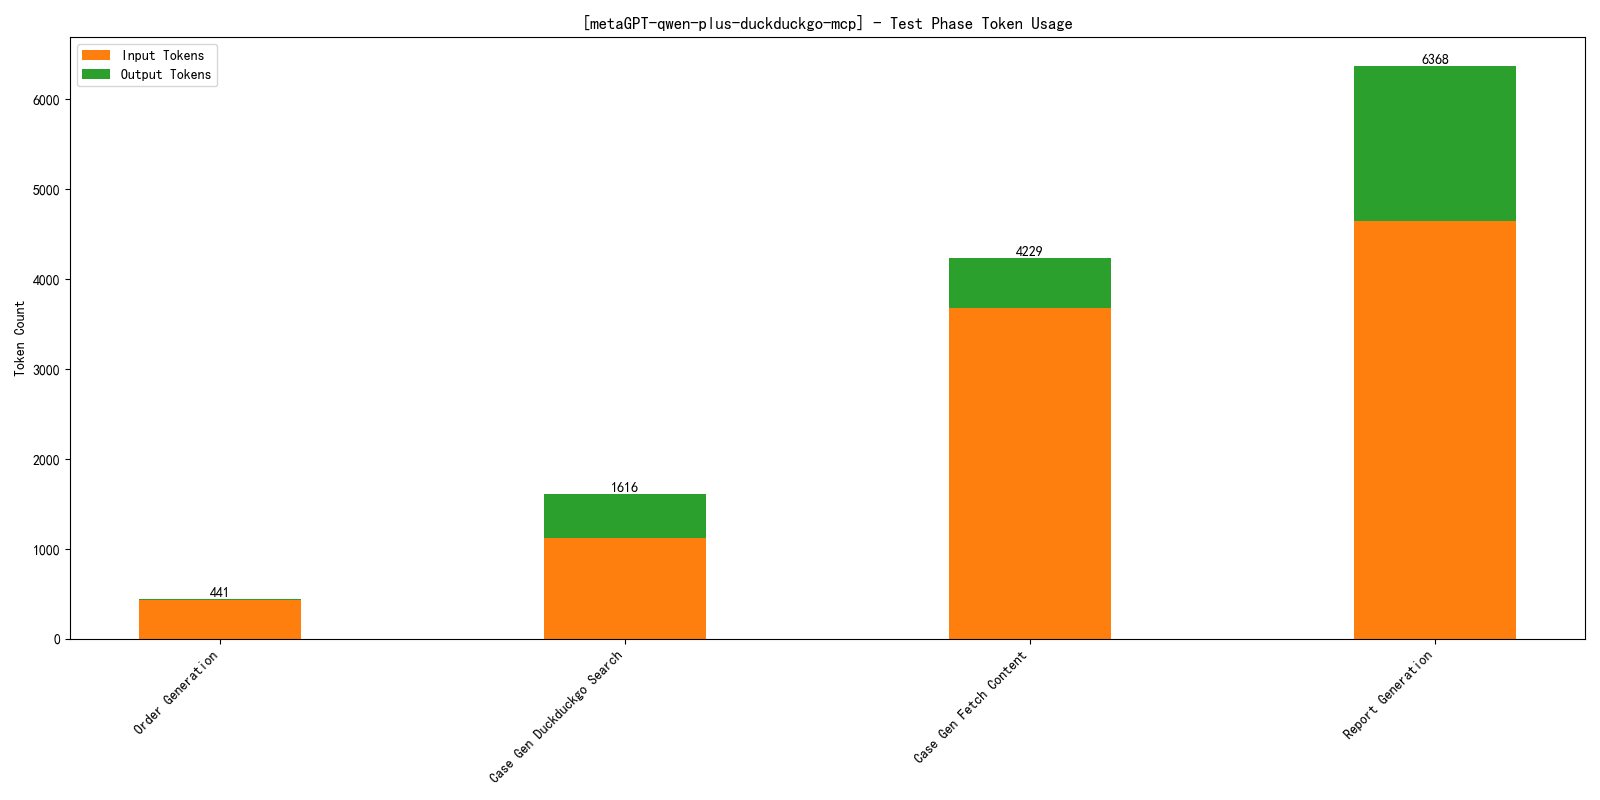 [metaGPT-qwen-plus-duckduckgo-mcp] - Test Phase Token Usage
Input Tokens
Output Tokens
Token Count
6000
5000
4000
3000
2000
1000
0
441
1616
4229
6368
Order Generation
Case Gen Duckduckgo Search
Case Gen Fetch Content
Report Generation